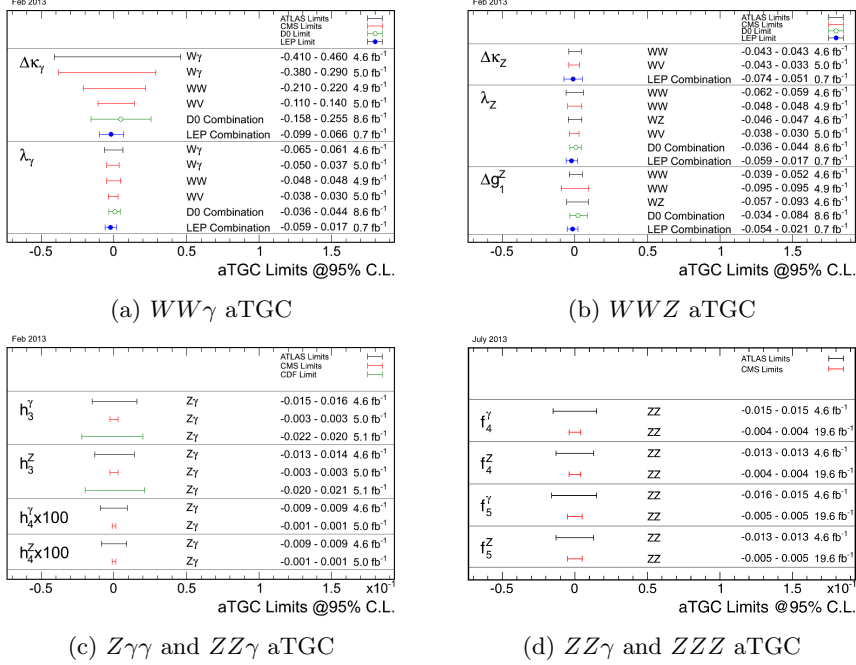 Feb 2013
ATLAS Limits
CMS Limits
D0 Limit
LEP Limit
Δκγ
Wγ -0.410 - 0.460 4.6 fb⁻¹
Wγ -0.380 - 0.290 5.0 fb⁻¹
WW -0.210 - 0.220 4.9 fb⁻¹
WV -0.110 - 0.140 5.0 fb⁻¹
D0 Combination -0.158 - 0.255 8.6 fb⁻¹
LEP Combination -0.099 - 0.066 0.7 fb⁻¹
λγ
Wγ -0.065 - 0.061 4.6 fb⁻¹
Wγ -0.050 - 0.037 5.0 fb⁻¹
WW -0.048 - 0.048 4.9 fb⁻¹
WV -0.038 - 0.030 5.0 fb⁻¹
D0 Combination -0.036 - 0.044 8.6 fb⁻¹
LEP Combination -0.059 - 0.017 0.7 fb⁻¹
-0.5 0 0.5 1 1.5
aTGC Limits @95% C.L.
(a) WWγ aTGC
Feb 2013
ATLAS Limits
CMS Limits
D0 Limit
LEP Limit
ΔκZ
WW -0.043 - 0.043 4.6 fb⁻¹
WV -0.043 - 0.033 5.0 fb⁻¹
LEP Combination -0.074 - 0.051 0.7 fb⁻¹
λZ
WW -0.062 - 0.059 4.6 fb⁻¹
WW -0.048 - 0.048 4.9 fb⁻¹
WZ -0.046 - 0.047 4.6 fb⁻¹
WV -0.038 - 0.030 5.0 fb⁻¹
D0 Combination -0.036 - 0.044 8.6 fb⁻¹
LEP Combination -0.059 - 0.017 0.7 fb⁻¹
Δg₁ᶻ
WW -0.039 - 0.052 4.6 fb⁻¹
WW -0.095 - 0.095 4.9 fb⁻¹
WZ -0.057 - 0.093 4.6 fb⁻¹
D0 Combination -0.034 - 0.084 8.6 fb⁻¹
LEP Combination -0.054 - 0.021 0.7 fb⁻¹
-0.5 0 0.5 1 1.5
aTGC Limits @95% C.L.
(b) WWZ aTGC
Feb 2013
ATLAS Limits
CMS Limits
CDF Limit
h₃ᵞ
Zγ -0.015 - 0.016 4.6 fb⁻¹
Zγ -0.003 - 0.003 5.0 fb⁻¹
Zγ -0.022 - 0.020 5.1 fb⁻¹
h₃ᶻ
Zγ -0.013 - 0.014 4.6 fb⁻¹
Zγ -0.003 - 0.003 5.0 fb⁻¹
Zγ -0.020 - 0.021 5.1 fb⁻¹
h₄ᵞx100
Zγ -0.009 - 0.009 4.6 fb⁻¹
Zγ -0.001 - 0.001 5.0 fb⁻¹
h₄ᶻx100
Zγ -0.009 - 0.009 4.6 fb⁻¹
Zγ -0.001 - 0.001 5.0 fb⁻¹
-0.5 0 0.5 1 1.5 x10⁻¹
aTGC Limits @95% C.L.
(c) Zγγ and ZZγ aTGC
July 2013
ATLAS Limits
CMS Limits
f₄ᵞ
ZZ -0.015 - 0.015 4.6 fb⁻¹
ZZ -0.004 - 0.004 19.6 fb⁻¹
f₄ᶻ
ZZ -0.013 - 0.013 4.6 fb⁻¹
ZZ -0.004 - 0.004 19.6 fb⁻¹
f₅ᵞ
ZZ -0.016 - 0.015 4.6 fb⁻¹
ZZ -0.005 - 0.005 19.6 fb⁻¹
f₅ᶻ
ZZ -0.013 - 0.013 4.6 fb⁻¹
ZZ -0.005 - 0.005 19.6 fb⁻¹
-0.5 0 0.5 1 1.5 x10⁻¹
aTGC Limits @95% C.L.
(d) ZZγ and ZZZ aTGC